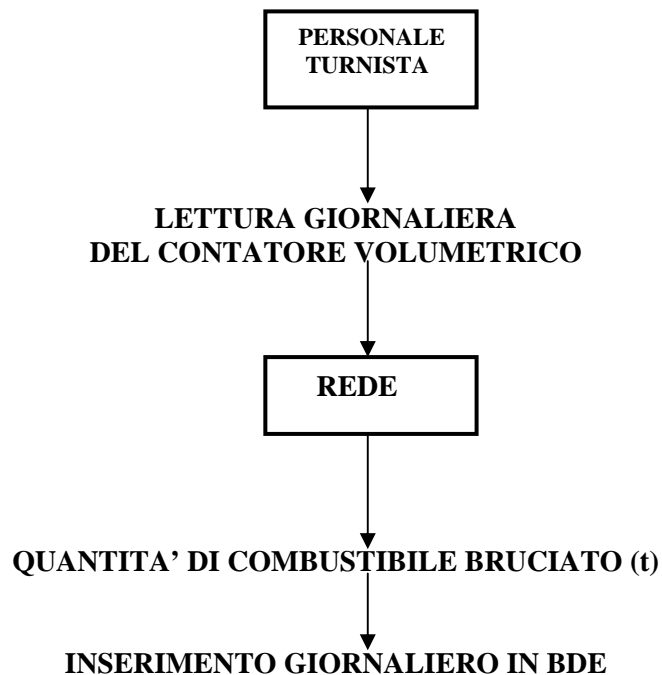 PERSONALE
TURNISTA
LETTURA GIORNALIERA
DEL CONTATORE VOLUMETRICO
REDE
QUANTITA’ DI COMBUSTIBILE BRUCIATO (t)
INSERIMENTO GIORNALIERO IN BDE